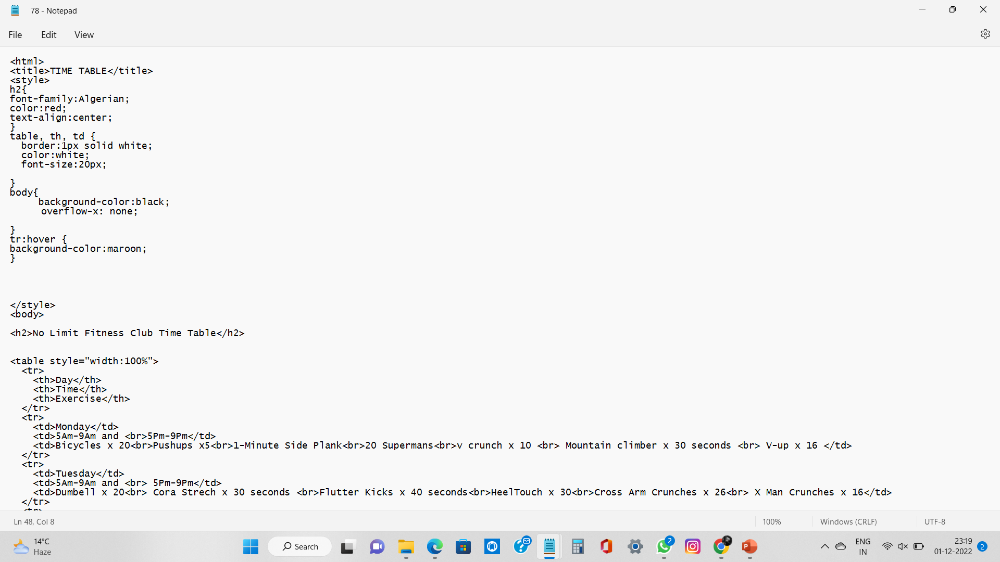 78 - Notepad
File Edit View
<html>
<title>TIME TABLE</title>
<style>
h2{
font-family:Algerian;
color:red;
text-align:center;
}
table, th, td {
  border:1px solid white;
  color:white;
  font-size:20px;

}
body{
     background-color:black;
      overflow-x: none;

}
tr:hover {
background-color:maroon;
}




</style>
<body>

<h2>No Limit Fitness Club Time Table</h2>


<table style="width:100%">
  <tr>
    <th>Day</th>
    <th>Time</th>
    <th>Exercise</th>
  </tr>
  <tr>
    <td>Monday</td>
    <td>5Am-9Am and <br>5Pm-9Pm</td>
    <td>Bicycles x 20<br>Pushups x5<br>1-Minute Side Plank<br>20 Supermans<br>v crunch x 10 <br> Mountain climber x 30 seconds <br> V-up x 16 </td>
  </tr>
  <tr>
    <td>Tuesday</td>
    <td>5Am-9Am and <br> 5Pm-9Pm</td>
    <td>Dumbell x 20<br> Cora Strech x 30 seconds <br>Flutter Kicks x 40 seconds<br>HeelTouch x 30<br>Cross Arm Crunches x 26<br> X Man Crunches x 16</td>
  </tr>
  <tr>
Ln 48, Col 8 100% Windows (CRLF) UTF-8
14°C
Haze
Search
2
ENG
IN
23:19
01-12-2022
2